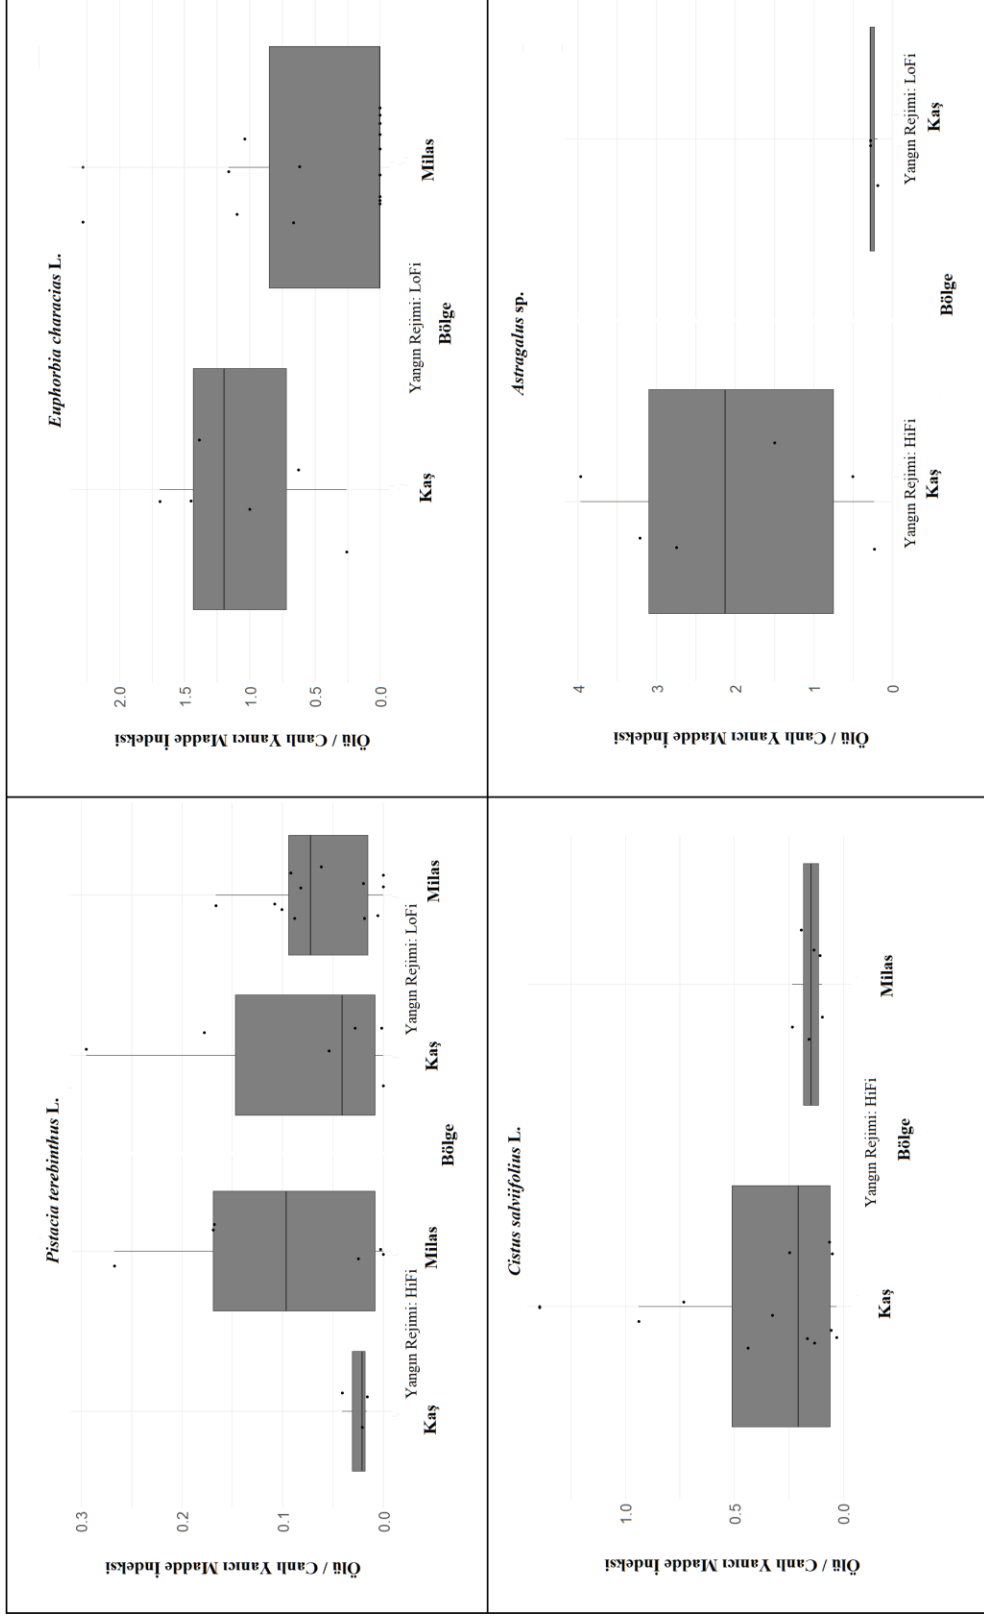 Pistacia terebinthus L.
Ölü / Canlı Yanıcı Madde İndeksi
0.3
0.2
0.1
0.0
Yangın Rejimi: HiFi
Yangın Rejimi: LoFi
Kaş Milas Kaş Milas
Bölge
Euphorbia characias L.
Ölü / Canlı Yanıcı Madde İndeksi
2.0
1.5
1.0
0.5
0.0
Yangın Rejimi: LoFi
Kaş Milas
Bölge
Cistus salviifolius L.
Ölü / Canlı Yanıcı Madde İndeksi
1.0
0.5
0.0
Yangın Rejimi: HiFi
Kaş Milas
Bölge
Astragalus sp.
Ölü / Canlı Yanıcı Madde İndeksi
4
3
2
1
0
Yangın Rejimi: HiFi
Yangın Rejimi: LoFi
Kaş Kaş
Bölge